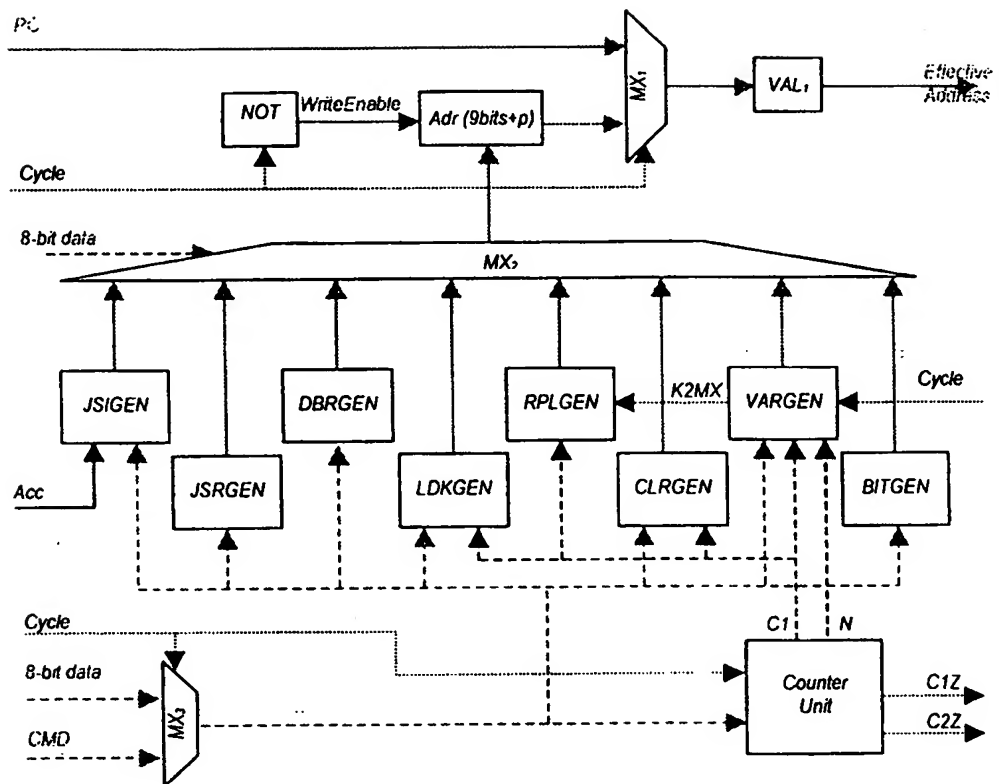 PC
MX₁
VAL₁
Effective
Address
NOT
WriteEnable
Adr (9bits+p)
Cycle
8-bit data
MX₂
JSIGEN
DBRGEN
RPLGEN
K2MX
VARGEN
Cycle
JSRGEN
LDKGEN
CLRGEN
BITGEN
Acc
Cycle
C1
N
8-bit data
MX₃
CMD
Counter
Unit
C1Z
C2Z